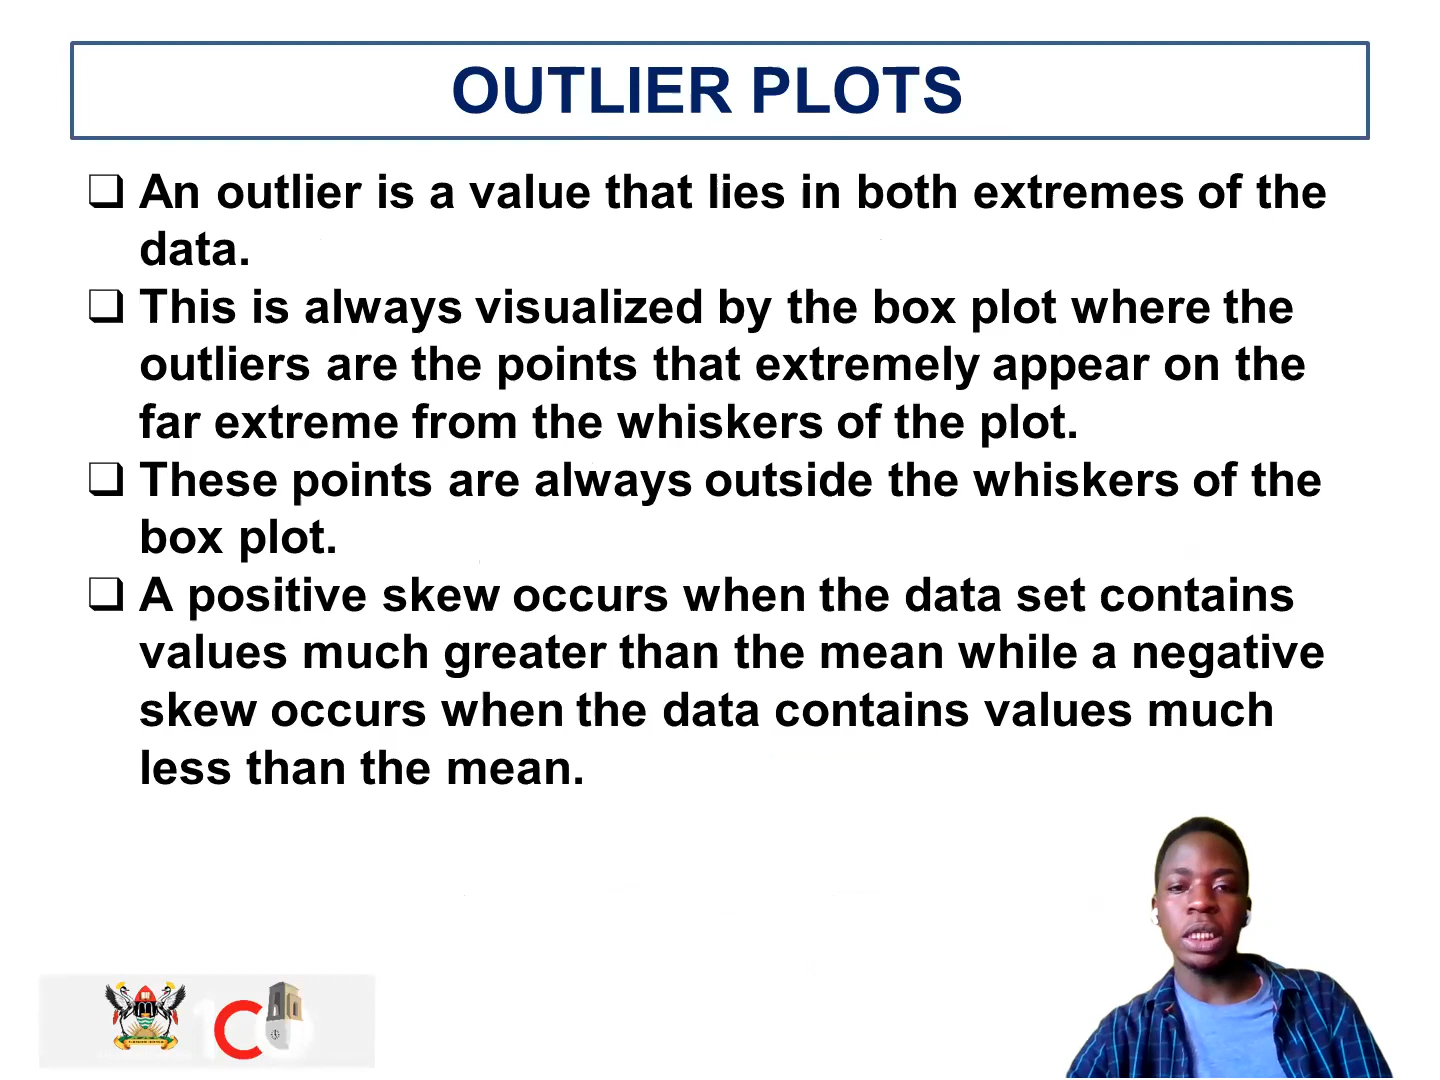 OUTLIER PLOTS
❑ An outlier is a value that lies in both extremes of the
data.
❑ This is always visualized by the box plot where the
outliers are the points that extremely appear on the
far extreme from the whiskers of the plot.
❑ These points are always outside the whiskers of the
box plot.
❑ A positive skew occurs when the data set contains
values much greater than the mean while a negative
skew occurs when the data contains values much
less than the mean.